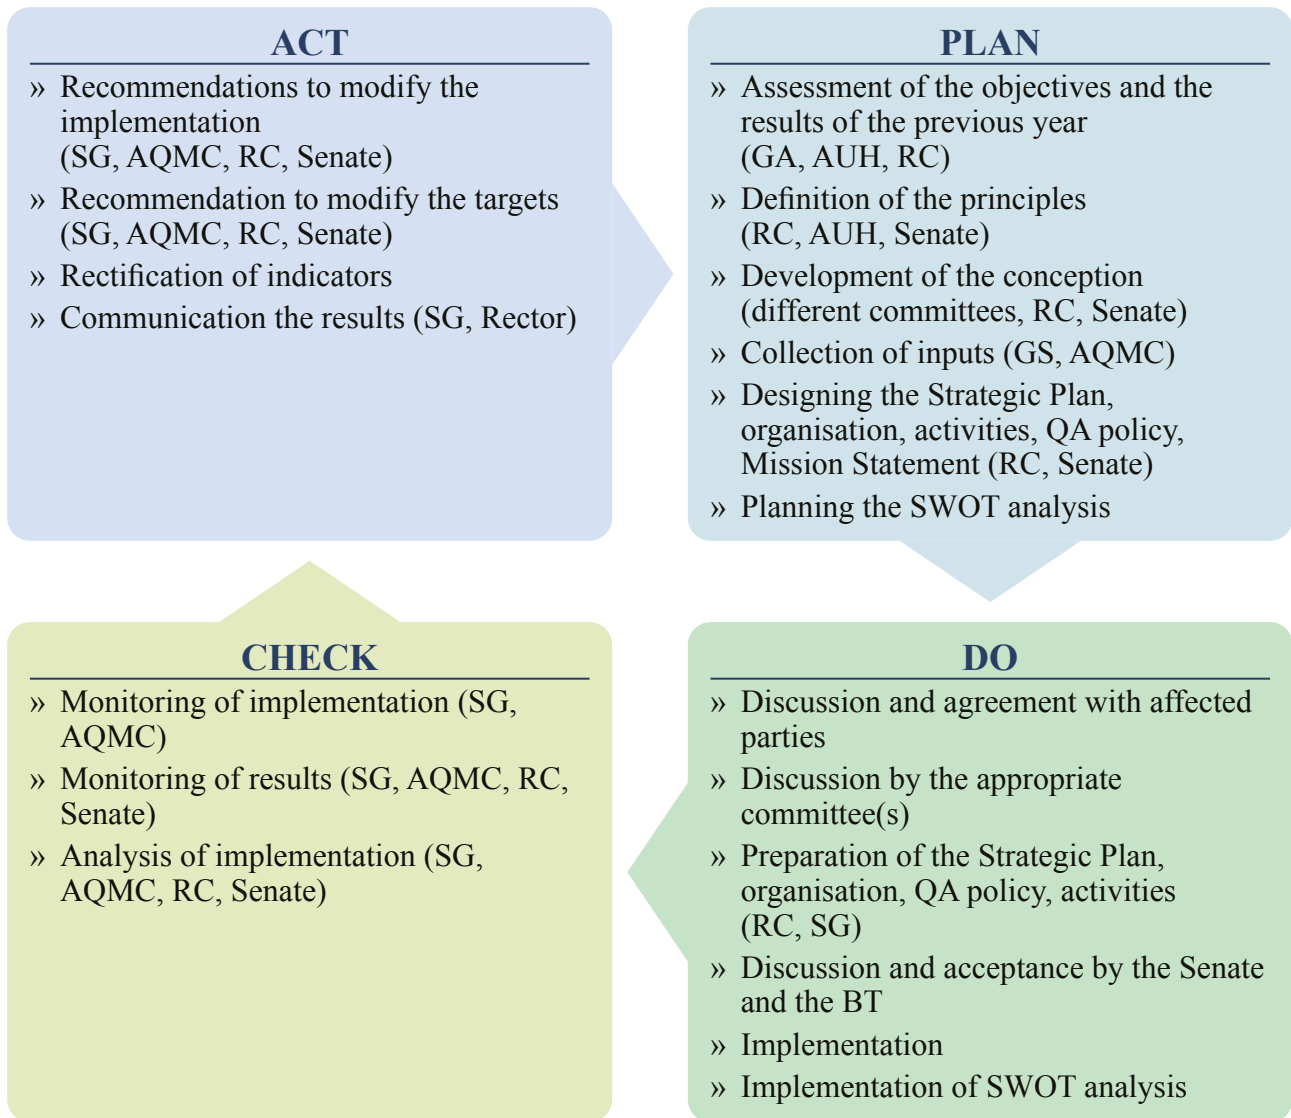 ACT
» Recommendations to modify the
implementation
(SG, AQMC, RC, Senate)
» Recommendation to modify the targets
(SG, AQMC, RC, Senate)
» Rectification of indicators
» Communication the results (SG, Rector)
PLAN
» Assessment of the objectives and the
results of the previous year
(GA, AUH, RC)
» Definition of the principles
(RC, AUH, Senate)
» Development of the conception
(different committees, RC, Senate)
» Collection of inputs (GS, AQMC)
» Designing the Strategic Plan,
organisation, activities, QA policy,
Mission Statement (RC, Senate)
» Planning the SWOT analysis
CHECK
» Monitoring of implementation (SG,
AQMC)
» Monitoring of results (SG, AQMC, RC,
Senate)
» Analysis of implementation (SG,
AQMC, RC, Senate)
DO
» Discussion and agreement with affected
parties
» Discussion by the appropriate
committee(s)
» Preparation of the Strategic Plan,
organisation, QA policy, activities
(RC, SG)
» Discussion and acceptance by the Senate
and the BT
» Implementation
» Implementation of SWOT analysis